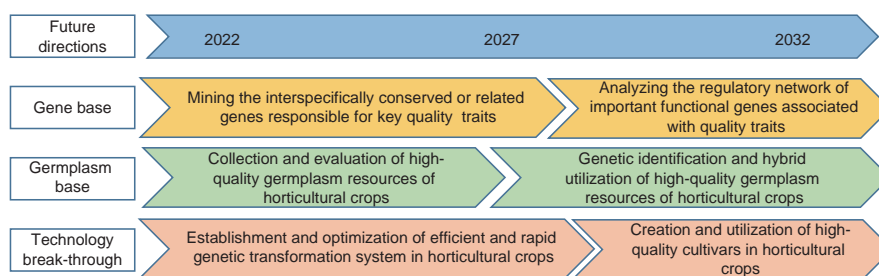 Future
directions
2022 2027 2032
Gene base
Mining the interspecifically conserved or related
genes responsible for key quality traits
Analyzing the regulatory network of
important functional genes associated
with quality traits
Germplasm
base
Collection and evaluation of high-
quality germplasm resources of
horticultural crops
Genetic identification and hybrid
utilization of high-quality germplasm
resources of horticultural crops
Technology
break-through
Establishment and optimization of efficient and rapid
genetic transformation system in horticultural crops
Creation and utilization of high-
quality cultivars in horticultural
crops